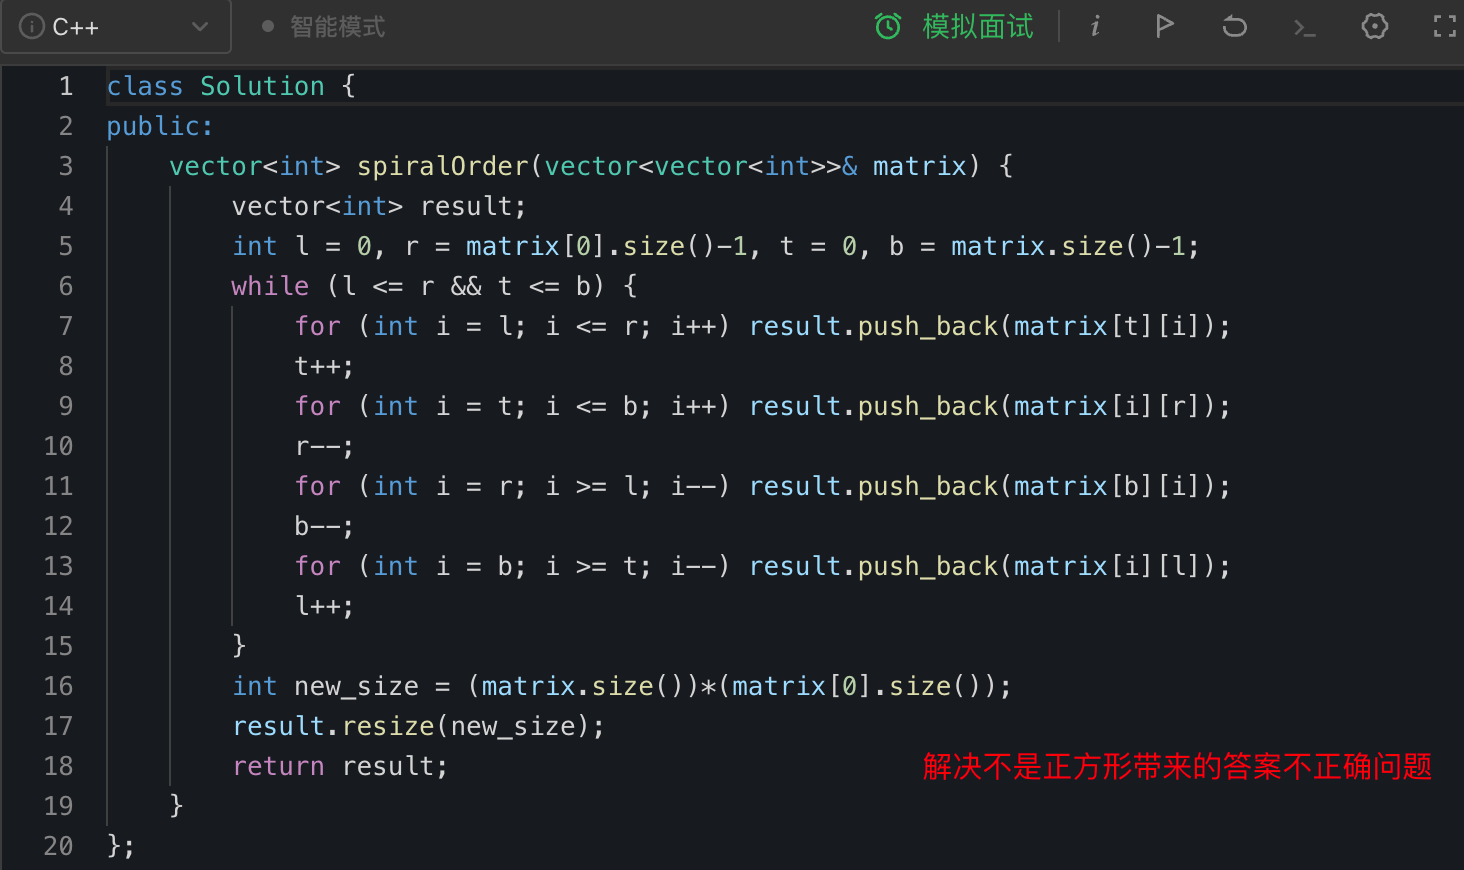 C++
智能模式
模拟面试
1 class Solution {
2 public:
3     vector<int> spiralOrder(vector<vector<int>>& matrix) {
4         vector<int> result;
5         int l = 0, r = matrix[0].size()-1, t = 0, b = matrix.size()-1;
6         while (l <= r && t <= b) {
7             for (int i = l; i <= r; i++) result.push_back(matrix[t][i]);
8             t++;
9             for (int i = t; i <= b; i++) result.push_back(matrix[i][r]);
10             r--;
11             for (int i = r; i >= l; i--) result.push_back(matrix[b][i]);
12             b--;
13             for (int i = b; i >= t; i--) result.push_back(matrix[i][l]);
14             l++;
15         }
16         int new_size = (matrix.size())*(matrix[0].size());
17         result.resize(new_size);
18         return result;
解决不是正方形带来的答案不正确问题
19     }
20 };